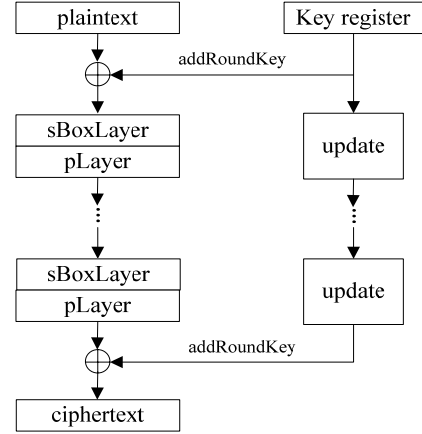 plaintext
Key register
addRoundKey
sBoxLayer
pLayer
update
sBoxLayer
pLayer
update
addRoundKey
ciphertext